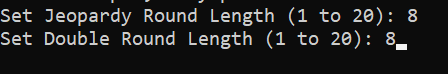 Set Jeopardy Round Length (1 to 20): 8
Set Double Round Length (1 to 20): 8